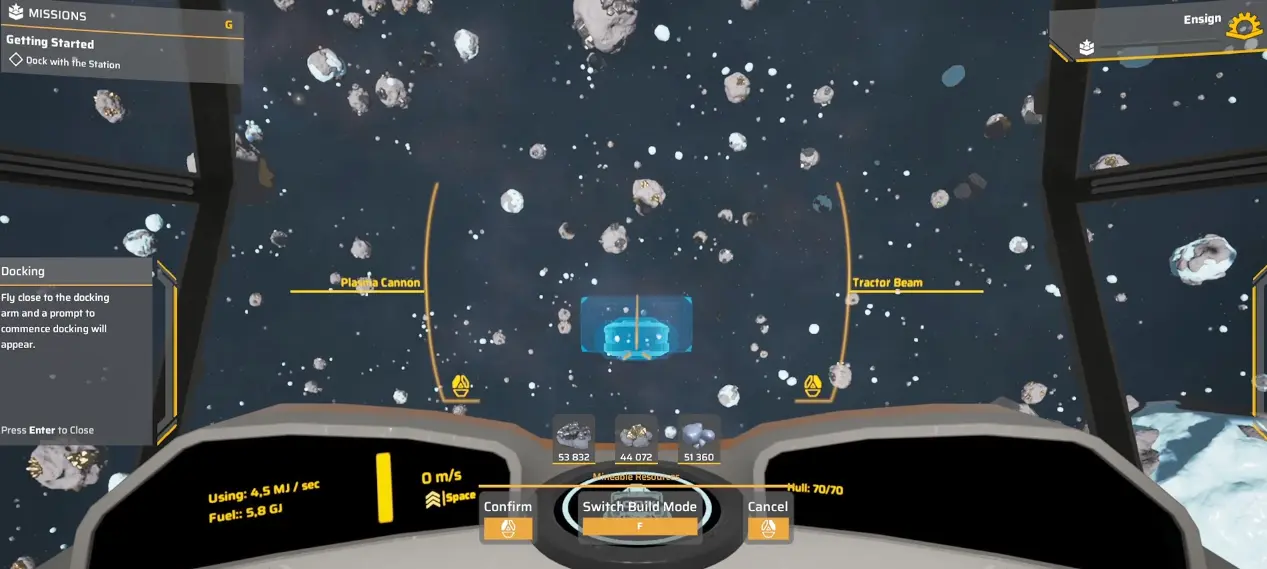 MISSIONS
G
Getting Started
Dock with the Station
Ensign
Plasma Cannon
Tractor Beam
Docking
Fly close to the docking
arm and a prompt to
commence docking will
appear.
Press Enter to Close
53 832
44 072
51 360
Mineable Resources
Using: 4,5 MJ / sec
Fuel:: 5,8 GJ
0 m/s
Space
Hull: 70/70
Confirm
Switch Build Mode
F
Cancel